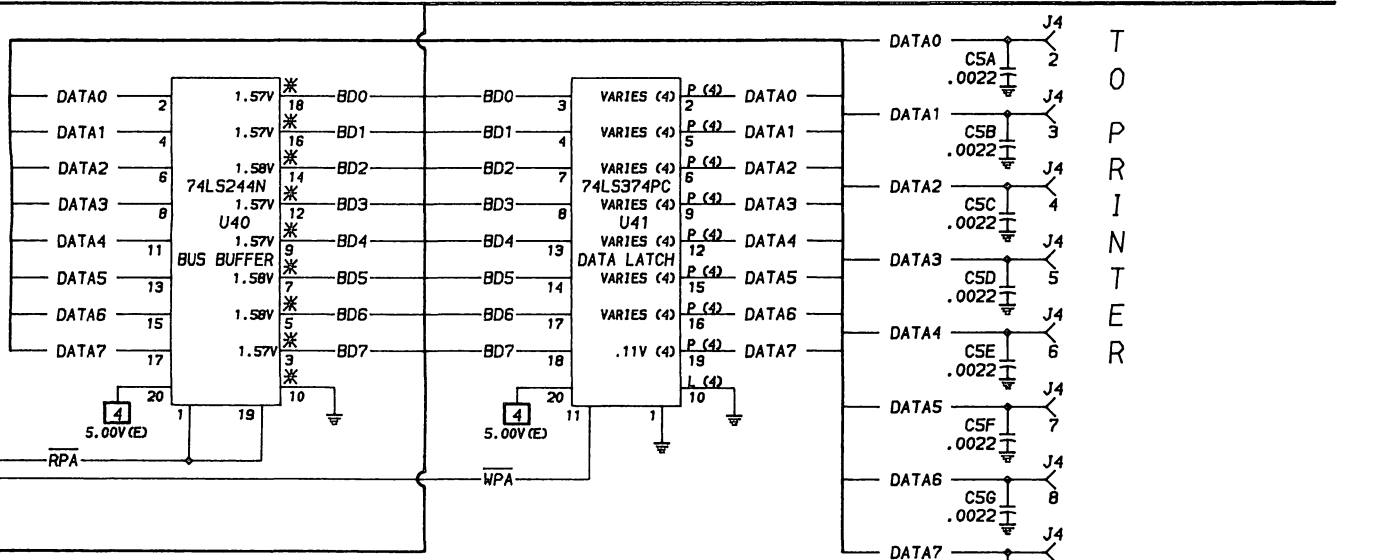 DATA0 2 1.57V 18 BD0
DATA1 4 1.57V 16 BD1
DATA2 6 1.58V 14 BD2
74LS244N
DATA3 8 1.57V 12 BD3
U40
DATA4 11 1.57V 9 BD4
BUS BUFFER
DATA5 13 1.58V 7 BD5
DATA6 15 1.58V 5 BD6
DATA7 17 1.57V 3 BD7
20 10
4 1 19
5.00V(E)
RPA
BD0 3 VARIES (4) P (4) 2 DATA0
BD1 4 VARIES (4) P (4) 5 DATA1
BD2 7 VARIES (4) P (4) 6 DATA2
74LS374PC
BD3 8 VARIES (4) P (4) 9 DATA3
U41
BD4 13 VARIES (4) P (4) 12 DATA4
DATA LATCH
BD5 14 VARIES (4) P (4) 15 DATA5
BD6 17 VARIES (4) P (4) 16 DATA6
BD7 18 .11V (4) P (4) 19 DATA7
20 L (4) 10
4 11 1
5.00V(E)
WPA
DATA0 J4 2
C5A
.0022
DATA1 J4 3
C5B
.0022
DATA2 J4 4
C5C
.0022
DATA3 J4 5
C5D
.0022
DATA4 J4 6
C5E
.0022
DATA5 J4 7
C5F
.0022
DATA6 J4 8
C5G
.0022
DATA7 J4
TO PRINTER